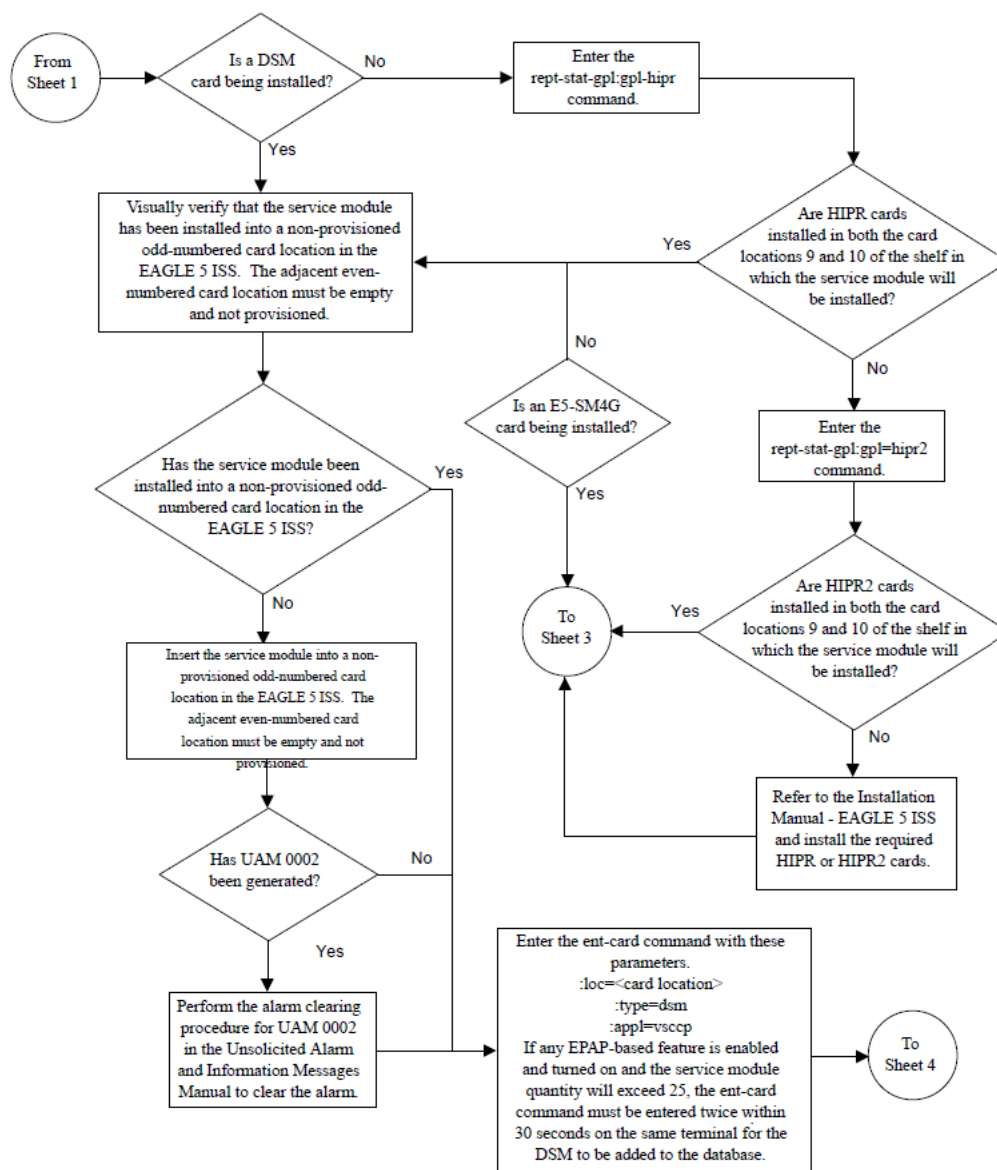 From
Sheet 1
Is a DSM
card being installed?
No
Enter the
rept-stat-gpl:gpl-hipr
command.
Yes
Visually verify that the service module
has been installed into a non-provisioned
odd-numbered card location in the
EAGLE 5 ISS. The adjacent even-
numbered card location must be empty
and not provisioned.
Yes
Are HIPR cards
installed in both the card
locations 9 and 10 of the shelf in
which the service module will
be installed?
No
No
Is an E5-SM4G
card being installed?
Yes
Enter the
rept-stat-gpl:gpl=hipr2
command.
Has the service module been
installed into a non-provisioned odd-
numbered card location in the
EAGLE 5 ISS?
Yes
No
To
Sheet 3
Yes
Are HIPR2 cards
installed in both the card
locations 9 and 10 of the shelf in
which the service module will
be installed?
No
Insert the service module into a non-
provisioned odd-numbered card
location in the EAGLE 5 ISS. The
adjacent even-numbered card
location must be empty and not
provisioned.
Refer to the Installation
Manual - EAGLE 5 ISS
and install the required
HIPR or HIPR2 cards.
Has UAM 0002
been generated?
No
Yes
Perform the alarm clearing
procedure for UAM 0002
in the Unsolicited Alarm
and Information Messages
Manual to clear the alarm.
Enter the ent-card command with these
parameters.
:loc=<card location>
:type=dsm
:appl=vsccp
If any EPAP-based feature is enabled
and turned on and the service module
quantity will exceed 25, the ent-card
command must be entered twice within
30 seconds on the same terminal for the
DSM to be added to the database.
To
Sheet 4